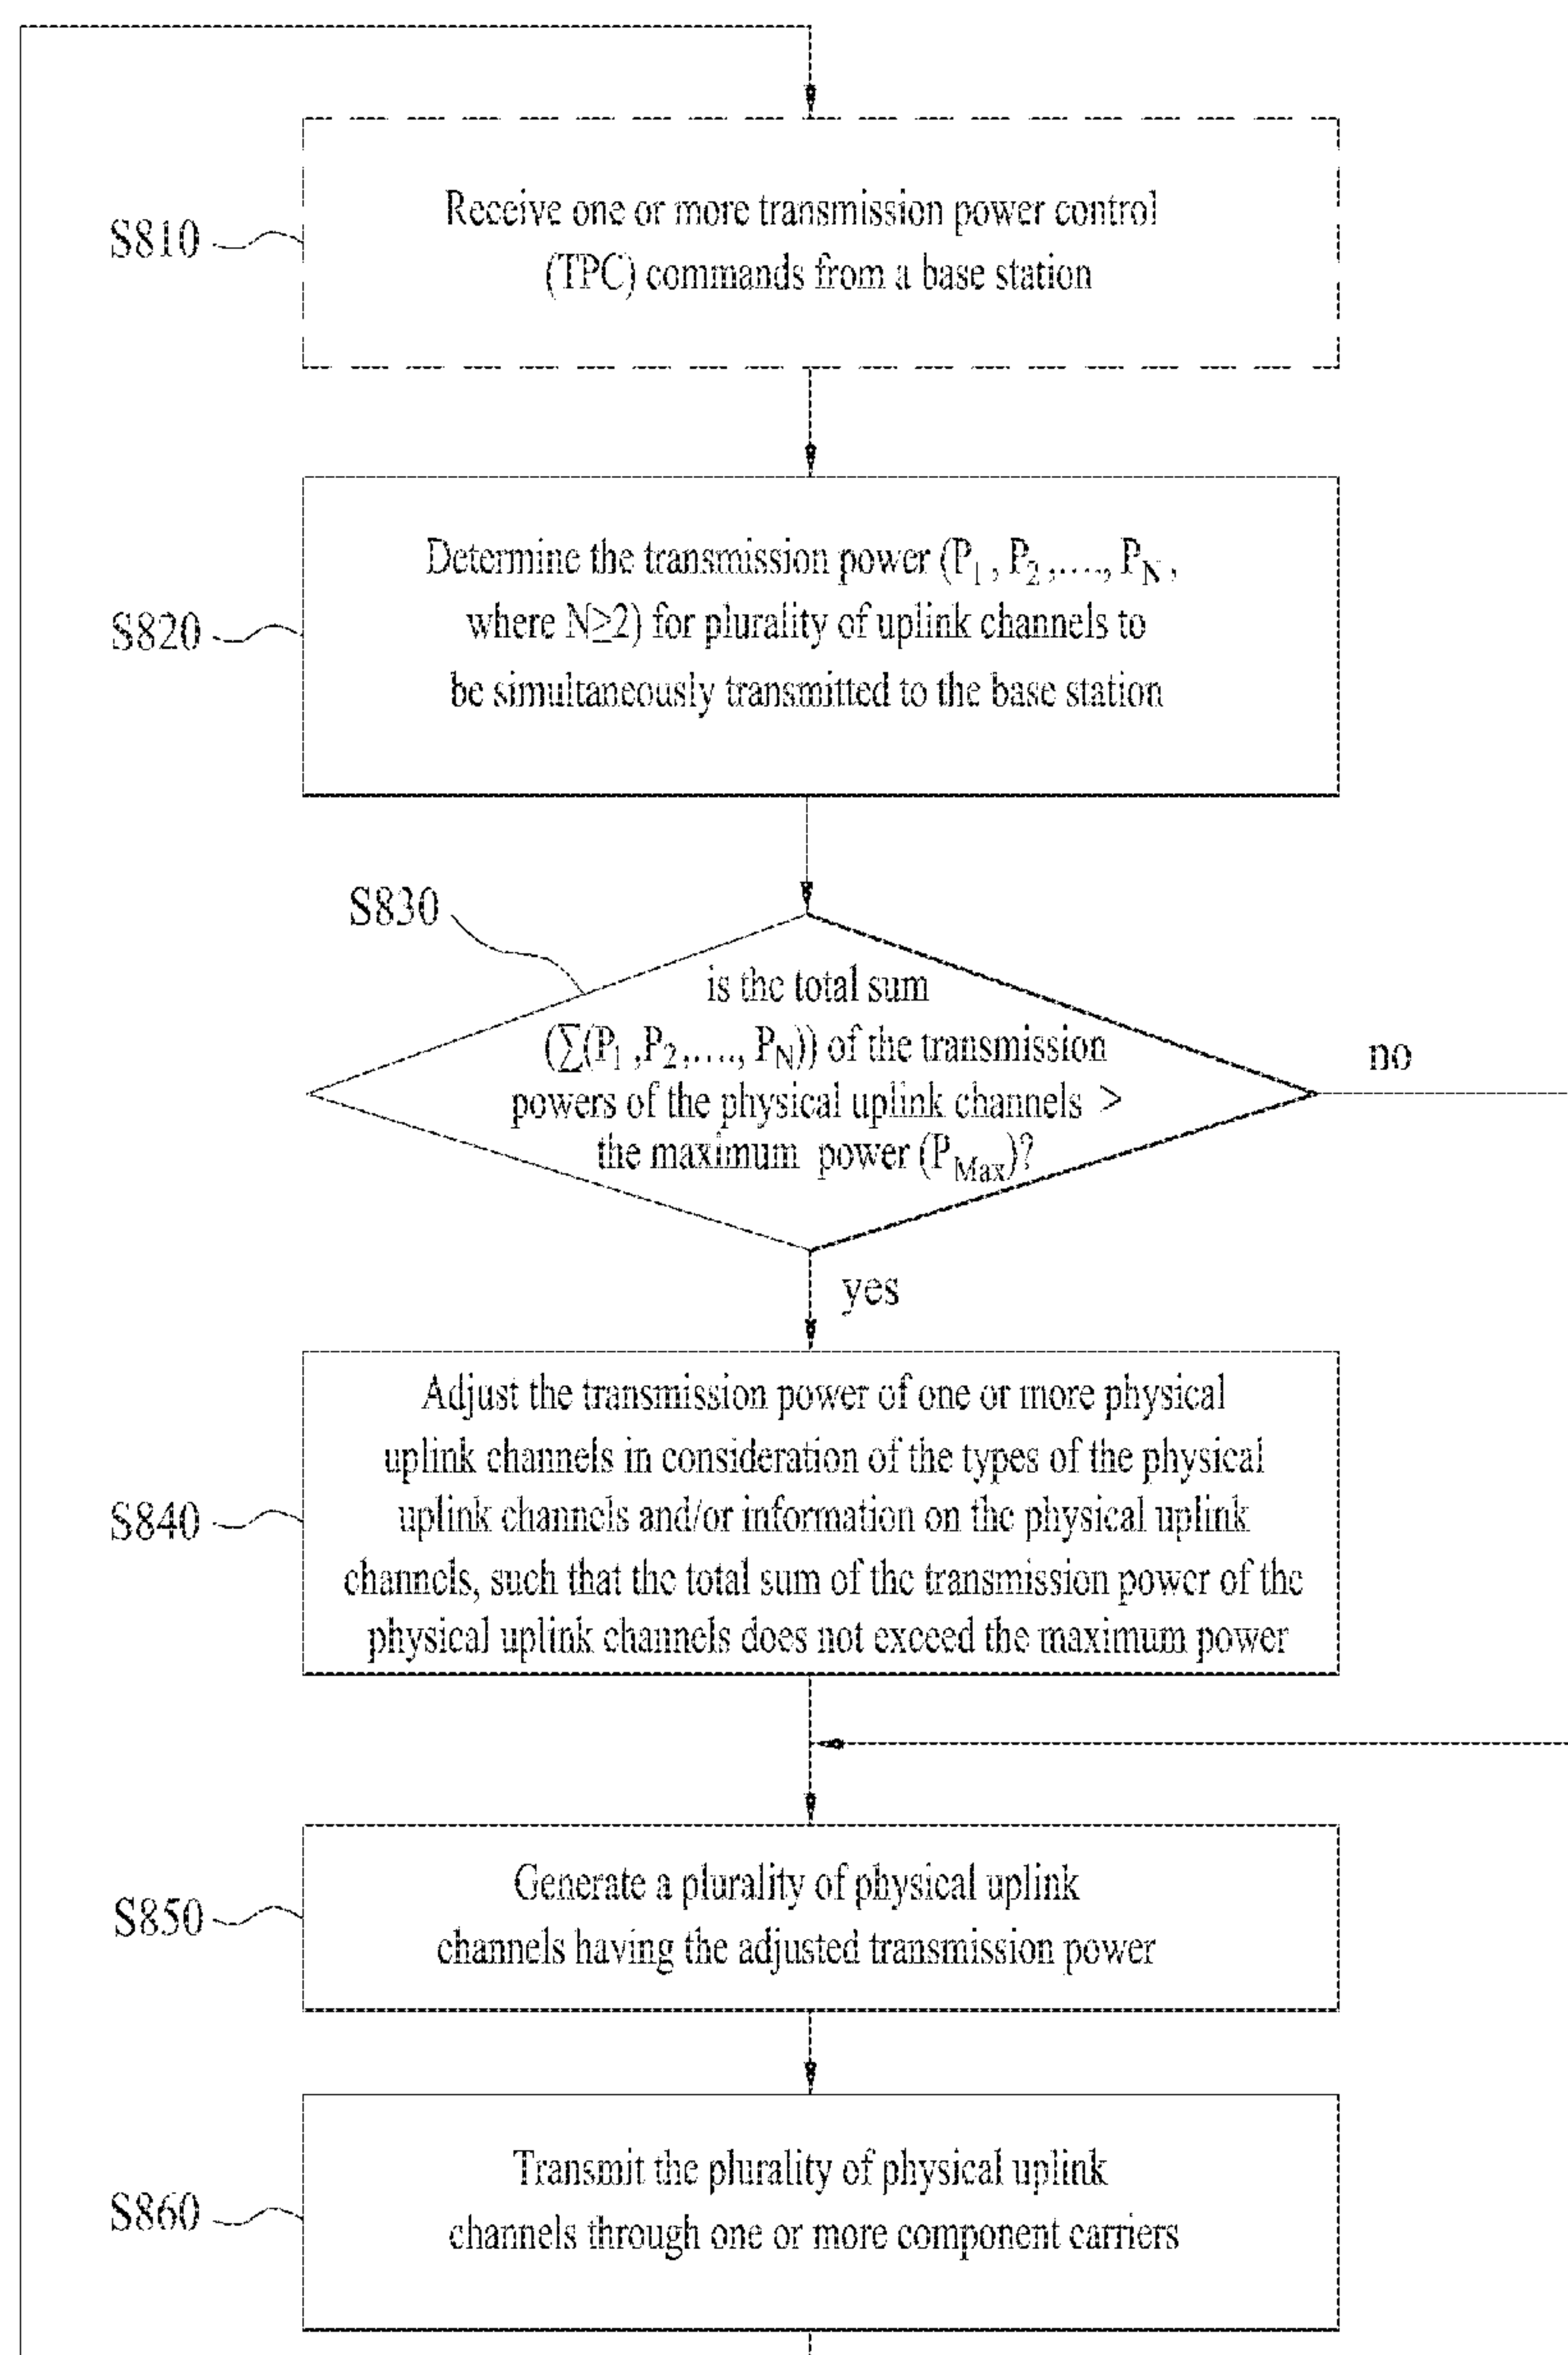 S810
Receive one or more transmission power control
(TPC) commands from a base station
S820
Determine the transmission power (P1, P2,...., PN,
where N≥2) for plurality of uplink channels to
be simultaneously transmitted to the base station
S830
is the total sum
(∑(P1 ,P2,...., PN)) of the transmission
powers of the physical uplink channels >
the maximum power (PMax)?
no
yes
S840
Adjust the transmission power of one or more physical
uplink channels in consideration of the types of the physical
uplink channels and/or information on the physical uplink
channels, such that the total sum of the transmission power of the
physical uplink channels does not exceed the maximum power
S850
Generate a plurality of physical uplink
channels having the adjusted transmission power
S860
Transmit the plurality of physical uplink
channels through one or more component carriers